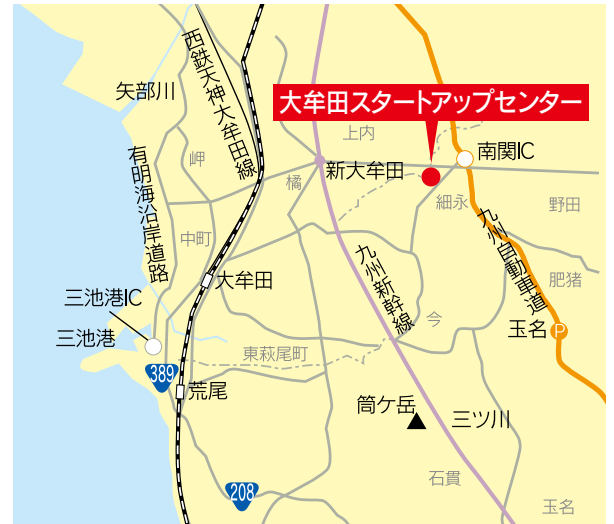 西鉄天神大牟田線
矢部川
大牟田スタートアップセンター
上内
南関IC
岬
橘
新大牟田
有明海沿岸道路
細永
野田
中町
九州自動車道
九州新幹線
大牟田
肥猪
三池港IC
今
玉名
P
三池港
東萩尾町
389
荒尾
筒ケ岳
三ツ川
石貫
208
玉名